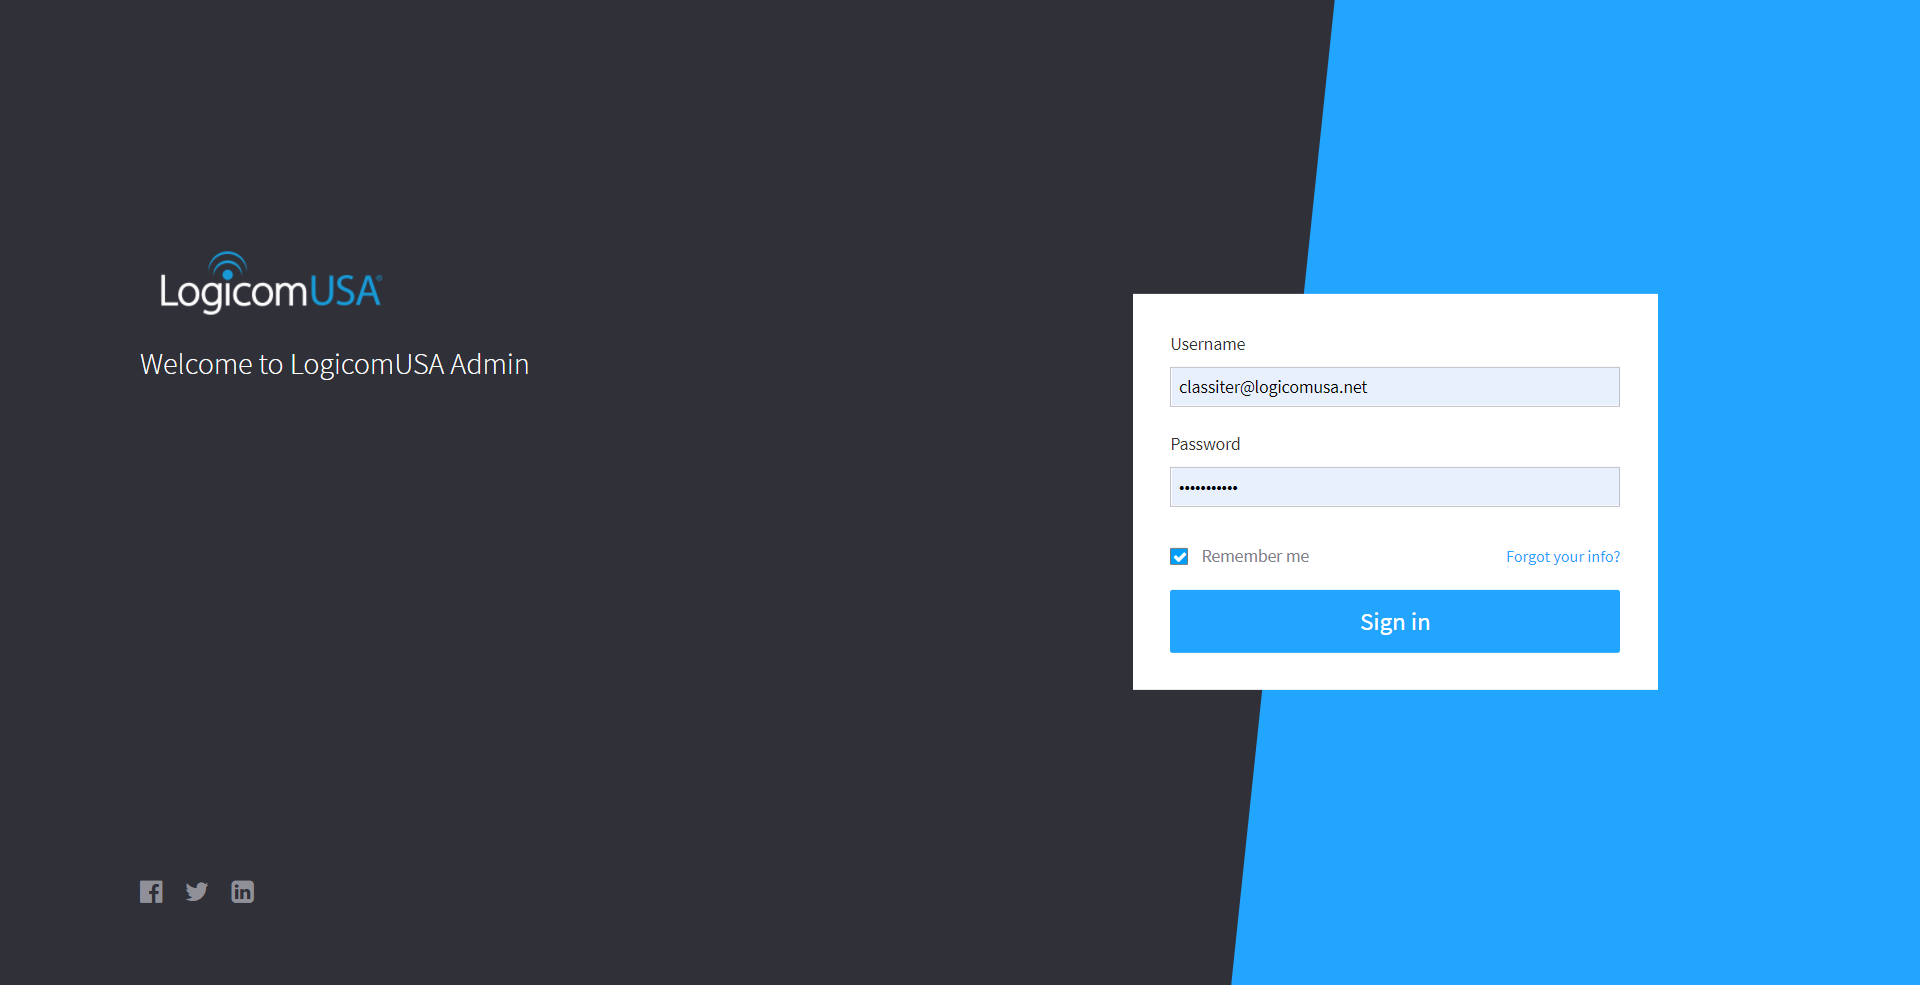 LogicomUSA®
Welcome to LogicomUSA Admin
Username
classiter@logicomusa.net
Password
•••••••••••
Remember me
Forgot your info?
Sign in